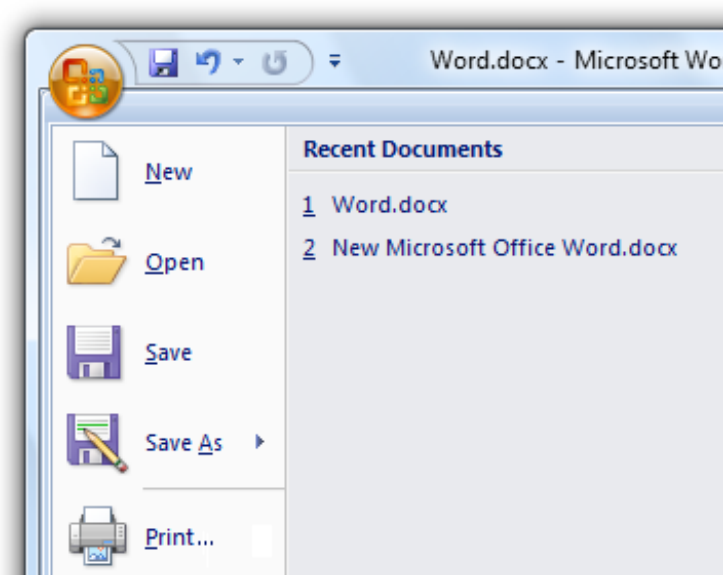 Word.docx - Microsoft Wo
New
Open
Save
Save As
Print...
Recent Documents
1 Word.docx
2 New Microsoft Office Word.docx